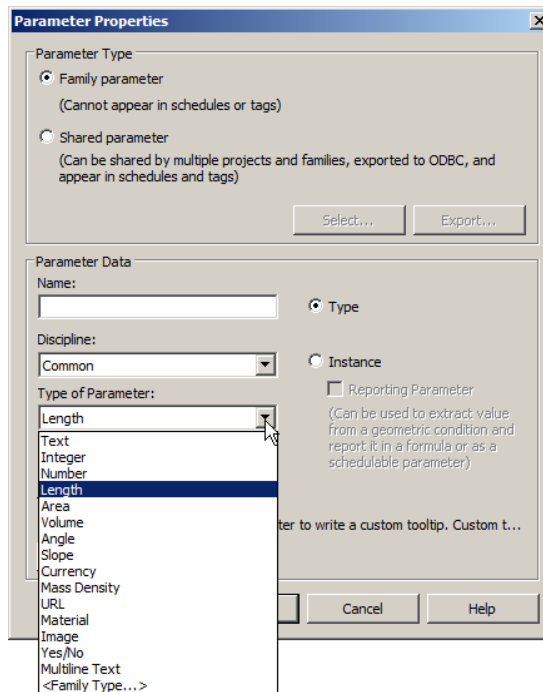 Parameter Properties
Parameter Type
Family parameter
(Cannot appear in schedules or tags)
Shared parameter
(Can be shared by multiple projects and families, exported to ODBC, and
appear in schedules and tags)
Select...
Export...
Parameter Data
Name:
Type
Discipline:
Common
Instance
Reporting Parameter
(Can be used to extract value
from a geometric condition and
report it in a formula or as a
schedulable parameter)
Type of Parameter:
Length
Text
Integer
Number
Length
Area
Volume
Angle
Slope
Currency
Mass Density
URL
Material
Image
Yes/No
Multiline Text
<Family Type...>
ter to write a custom tooltip. Custom t...
Cancel
Help